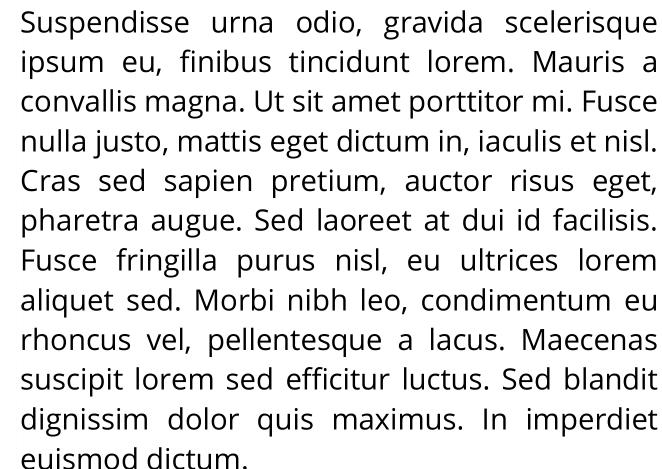 Suspendisse urna odio, gravida scelerisque
ipsum eu, finibus tincidunt lorem. Mauris a
convallis magna. Ut sit amet porttitor mi. Fusce
nulla justo, mattis eget dictum in, iaculis et nisl.
Cras sed sapien pretium, auctor risus eget,
pharetra augue. Sed laoreet at dui id facilisis.
Fusce fringilla purus nisl, eu ultrices lorem
aliquet sed. Morbi nibh leo, condimentum eu
rhoncus vel, pellentesque a lacus. Maecenas
suscipit lorem sed efficitur luctus. Sed blandit
dignissim dolor quis maximus. In imperdiet
euismod dictum.